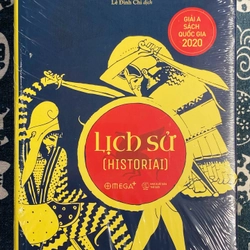 Lê Đình Chi dịch
GIẢI A
SÁCH
QUỐC GIA
2020
Lịch sử
(HISTORIAI)
OMEGA+